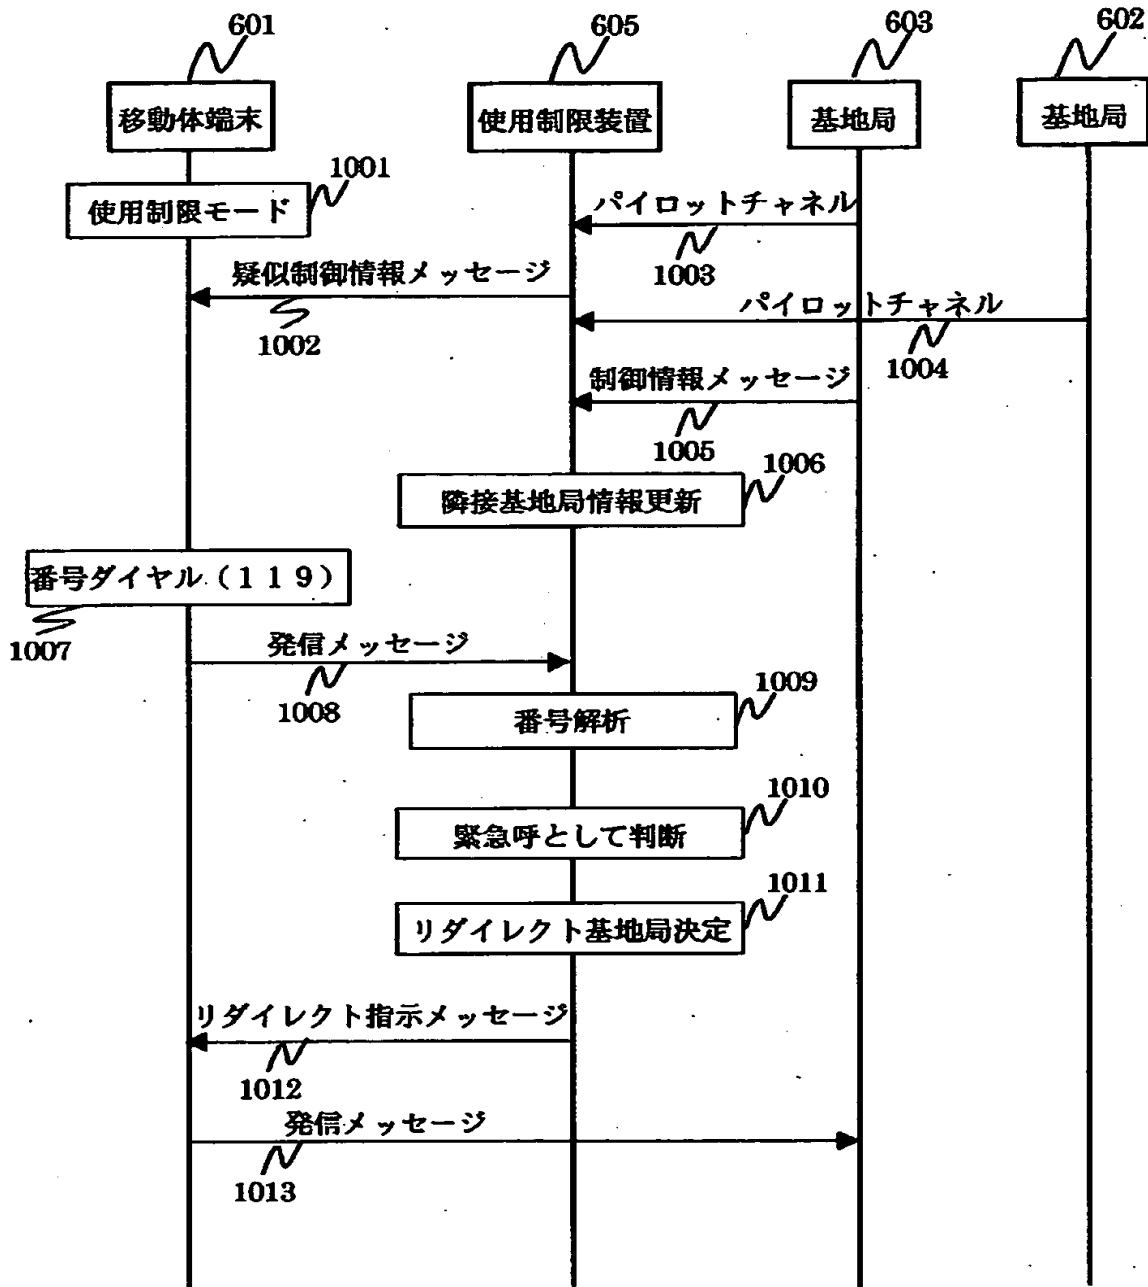 601
605
603
602
移動体端末
使用制限装置
基地局
基地局
1001
使用制限モード
パイロットチャネル
1003
疑似制御情報メッセージ
1002
パイロットチャネル
1004
制御情報メッセージ
1005
1006
隣接基地局情報更新
番号ダイヤル(119)
1007
発信メッセージ
1008
1009
番号解析
1010
緊急呼として判断
1011
リダイレクト基地局決定
リダイレクト指示メッセージ
1012
発信メッセージ
1013